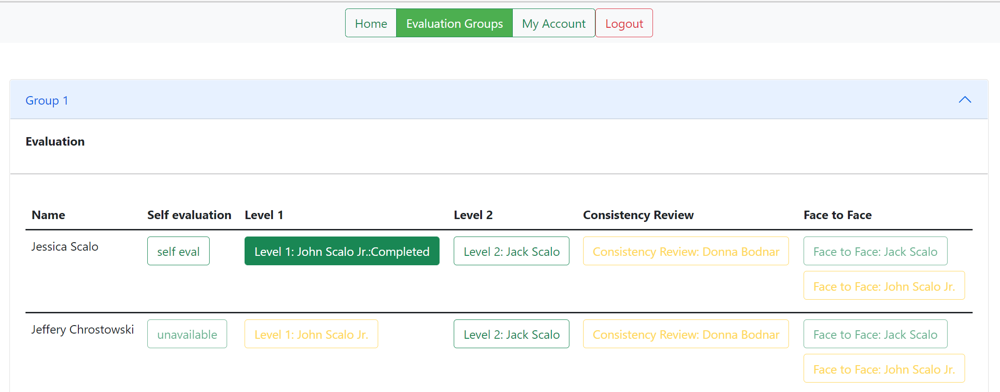 Home Evaluation Groups My Account Logout
Group 1
Evaluation
Name Self evaluation Level 1 Level 2 Consistency Review Face to Face
Jessica Scalo self eval Level 1: John Scalo Jr.:Completed Level 2: Jack Scalo Consistency Review: Donna Bodnar Face to Face: Jack Scalo
Face to Face: John Scalo Jr.
Jeffery Chrostowski unavailable Level 1: John Scalo Jr. Level 2: Jack Scalo Consistency Review: Donna Bodnar Face to Face: Jack Scalo
Face to Face: John Scalo Jr.